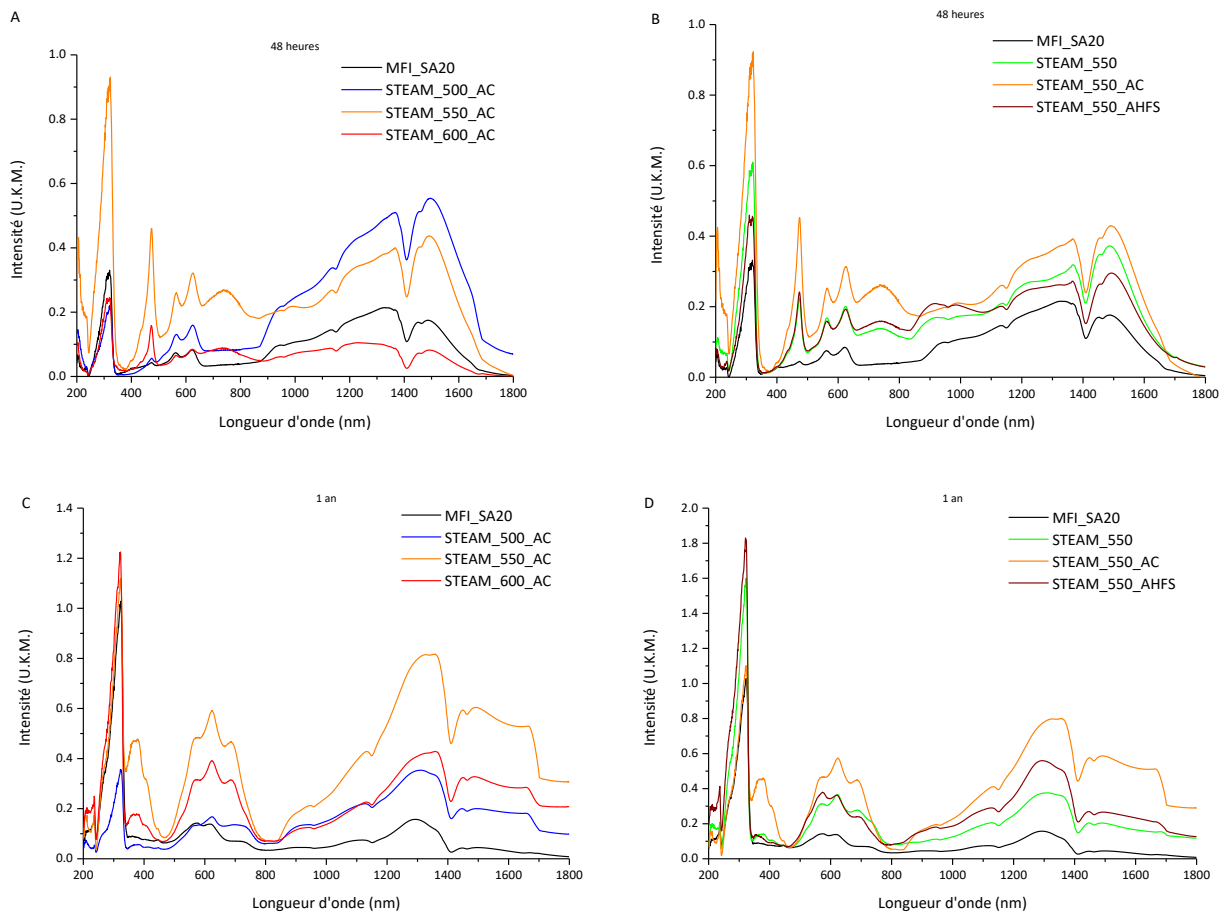 A
48 heures
MFI_SA20
STEAM_500_AC
STEAM_550_AC
STEAM_600_AC
Intensité (U.K.M.)
1.0
0.8
0.6
0.4
0.2
0.0
200 400 600 800 1000 1200 1400 1600 1800
Longueur d'onde (nm)
B
48 heures
MFI_SA20
STEAM_550
STEAM_550_AC
STEAM_550_AHFS
Intensité (U.K.M.)
1.0
0.8
0.6
0.4
0.2
0.0
200 400 600 800 1000 1200 1400 1600 1800
Longueur d'onde (nm)
C
1 an
MFI_SA20
STEAM_500_AC
STEAM_550_AC
STEAM_600_AC
Intensité (U.K.M.)
1.4
1.2
1.0
0.8
0.6
0.4
0.2
0.0
200 400 600 800 1000 1200 1400 1600 1800
Longueur d'onde (nm)
D
1 an
MFI_SA20
STEAM_550
STEAM_550_AC
STEAM_550_AHFS
Intensité (U.K.M.)
2.0
1.8
1.6
1.4
1.2
1.0
0.8
0.6
0.4
0.2
0.0
200 400 600 800 1000 1200 1400 1600 1800
Longueur d'onde (nm)